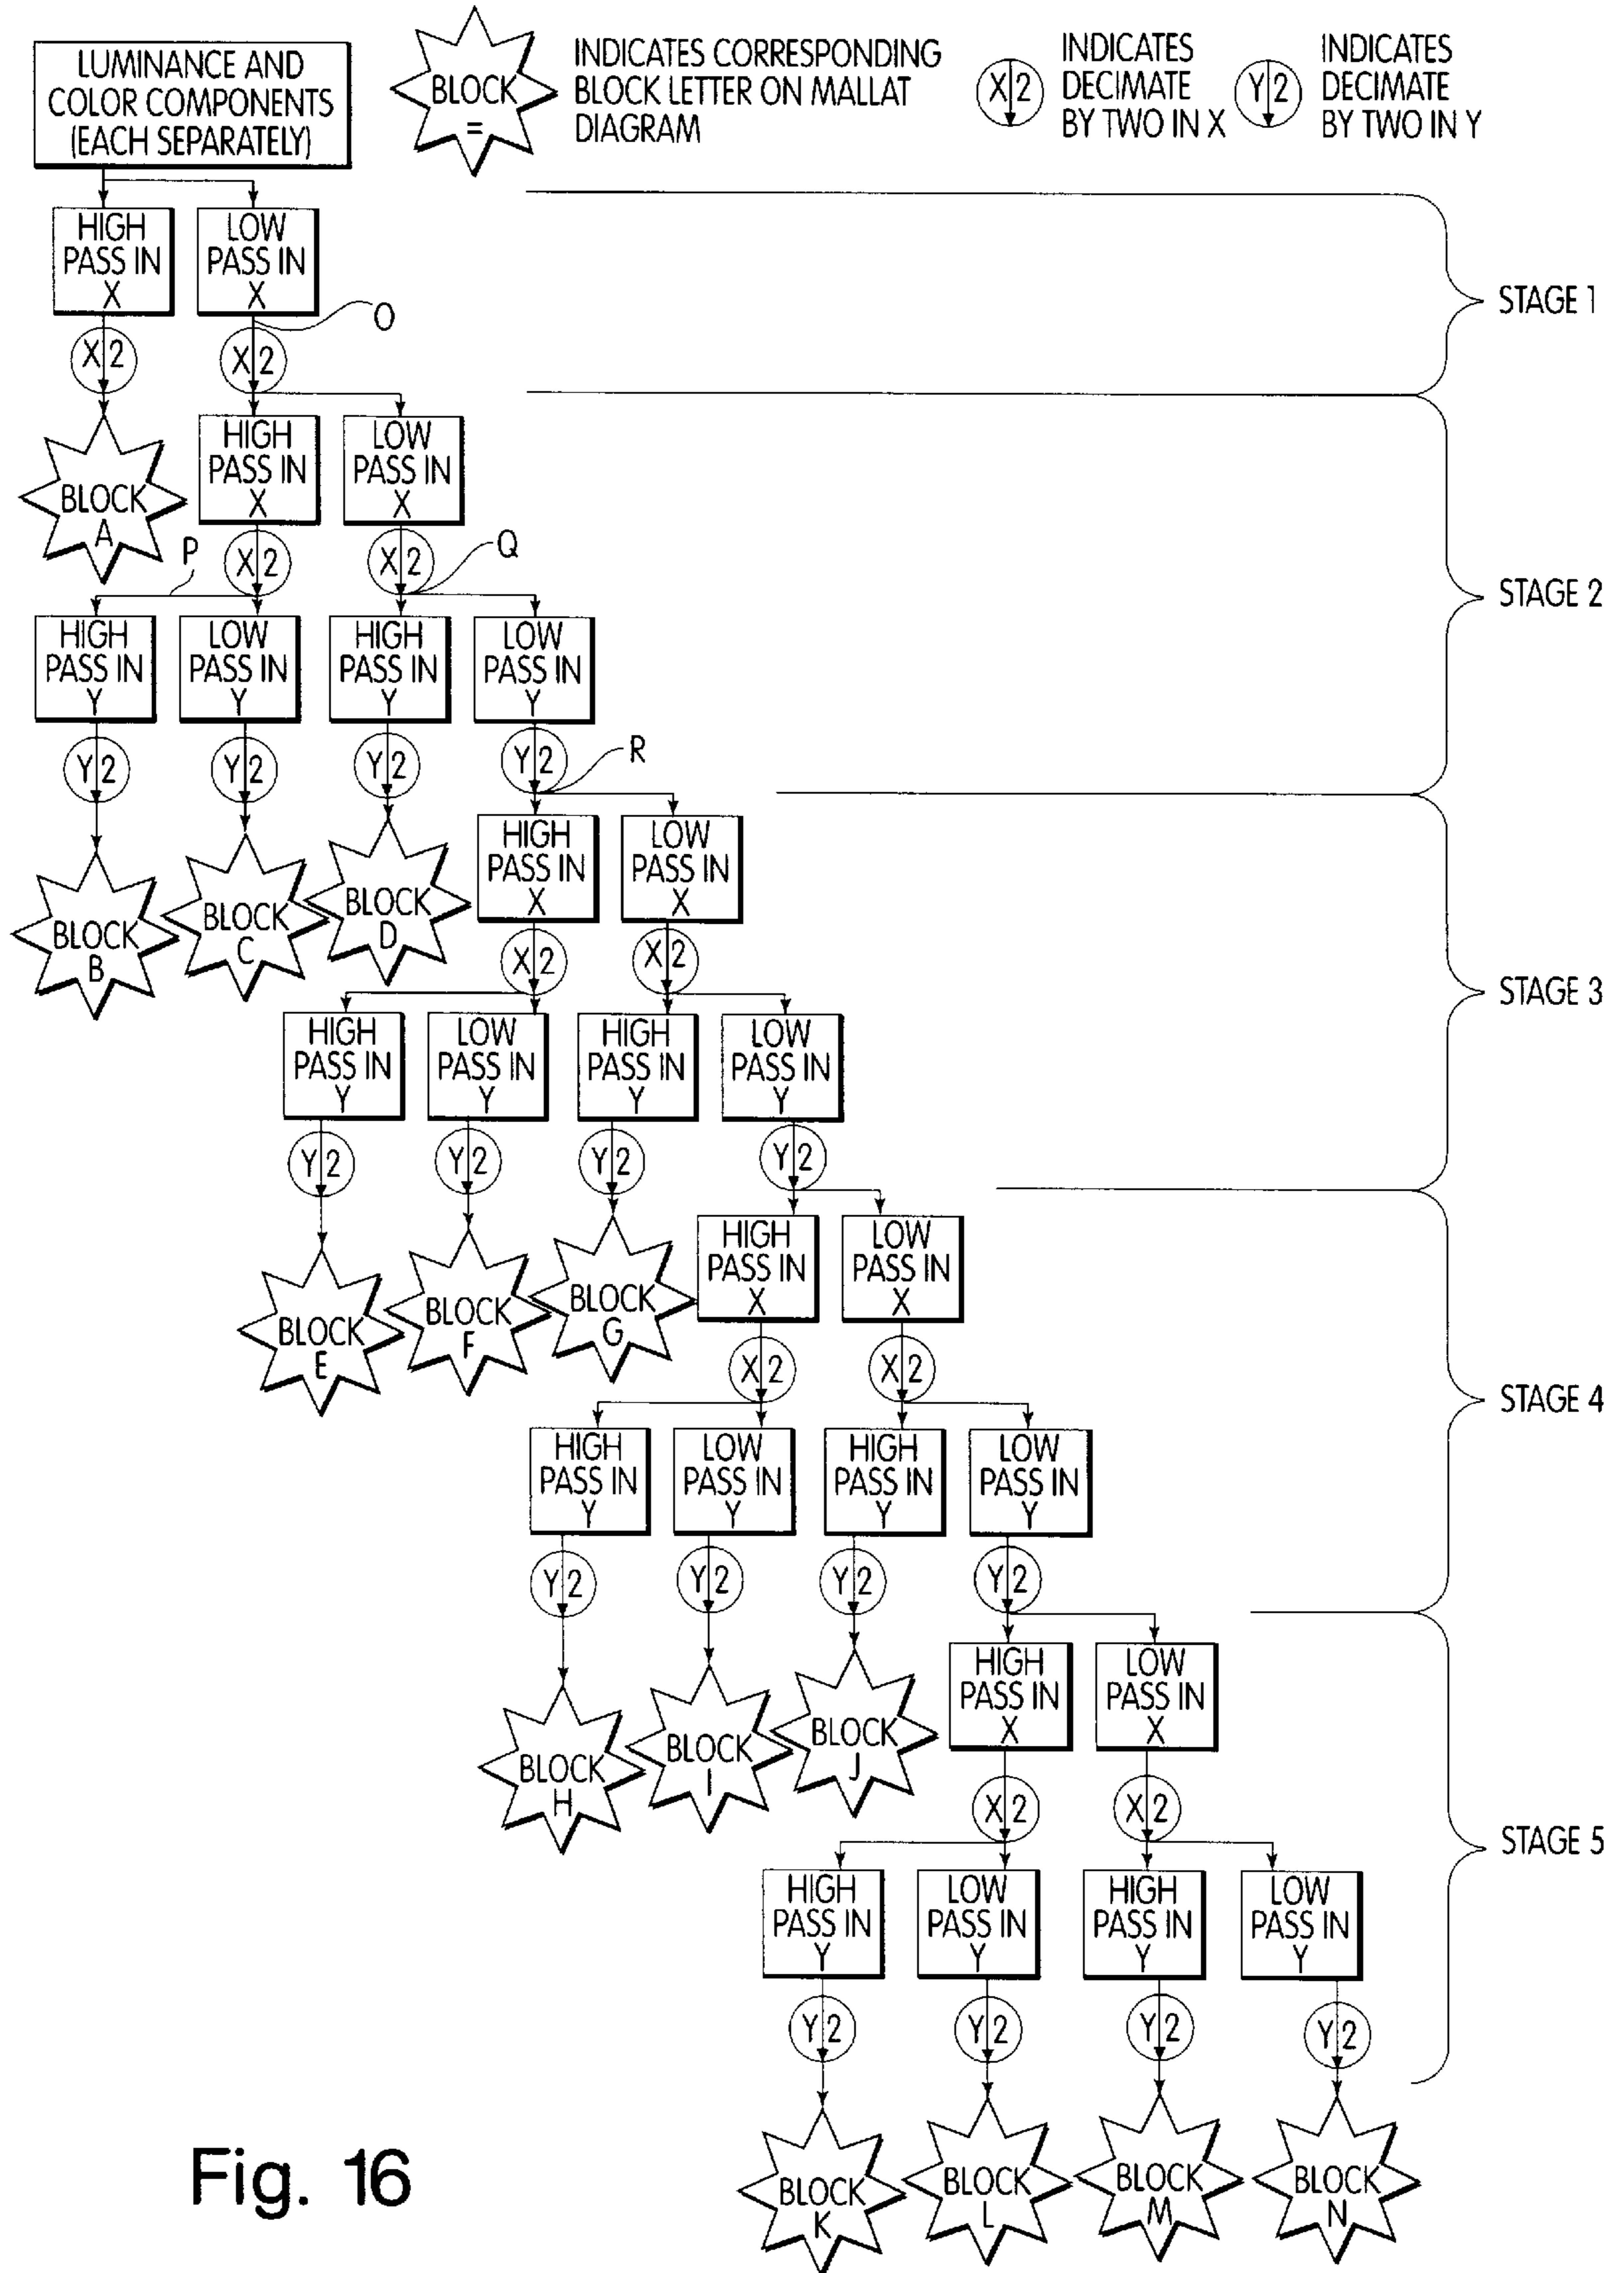 LUMINANCE AND
COLOR COMPONENTS
(EACH SEPARATELY)
BLOCK
=
INDICATES CORRESPONDING
BLOCK LETTER ON MALLAT
DIAGRAM
X 2
INDICATES
DECIMATE
BY TWO IN X
Y 2
INDICATES
DECIMATE
BY TWO IN Y
HIGH
PASS IN
X
LOW
PASS IN
X
O
X 2
X 2
STAGE 1
BLOCK
A
HIGH
PASS IN
X
LOW
PASS IN
X
P
X 2
X 2
Q
HIGH
PASS IN
Y
LOW
PASS IN
Y
HIGH
PASS IN
Y
LOW
PASS IN
Y
STAGE 2
Y 2
Y 2
Y 2
Y 2
R
BLOCK
B
BLOCK
C
BLOCK
D
HIGH
PASS IN
X
LOW
PASS IN
X
X 2
X 2
STAGE 3
HIGH
PASS IN
Y
LOW
PASS IN
Y
HIGH
PASS IN
Y
LOW
PASS IN
Y
Y 2
Y 2
Y 2
Y 2
BLOCK
E
BLOCK
F
BLOCK
G
HIGH
PASS IN
X
LOW
PASS IN
X
X 2
X 2
STAGE 4
HIGH
PASS IN
Y
LOW
PASS IN
Y
HIGH
PASS IN
Y
LOW
PASS IN
Y
Y 2
Y 2
Y 2
Y 2
BLOCK
H
BLOCK
I
BLOCK
J
HIGH
PASS IN
X
LOW
PASS IN
X
X 2
X 2
STAGE 5
HIGH
PASS IN
Y
LOW
PASS IN
Y
HIGH
PASS IN
Y
LOW
PASS IN
Y
Y 2
Y 2
Y 2
Y 2
BLOCK
K
BLOCK
L
BLOCK
M
BLOCK
N
Fig. 16